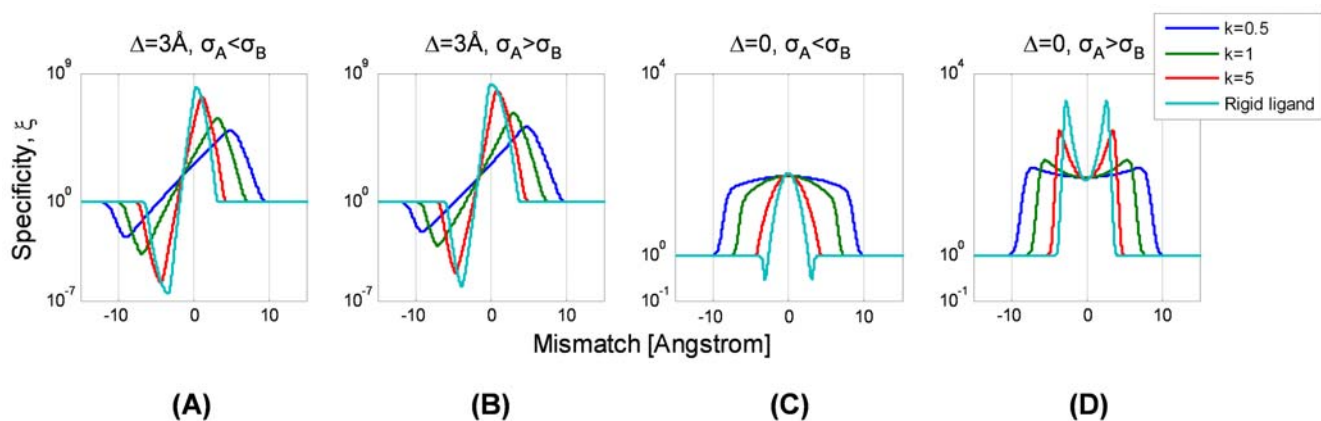 Δ=3Å, σA<σB
Δ=3Å, σA>σB
Δ=0, σA<σB
Δ=0, σA>σB
k=0.5
k=1
k=5
Rigid ligand
Specificity, ξ
10^9
10^0
10^-7
-10 0 10
10^9
10^0
10^-7
-10 0 10
10^4
10^0
10^-1
-10 0 10
10^4
10^0
10^-1
-10 0 10
Mismatch [Angstrom]
(A) (B) (C) (D)